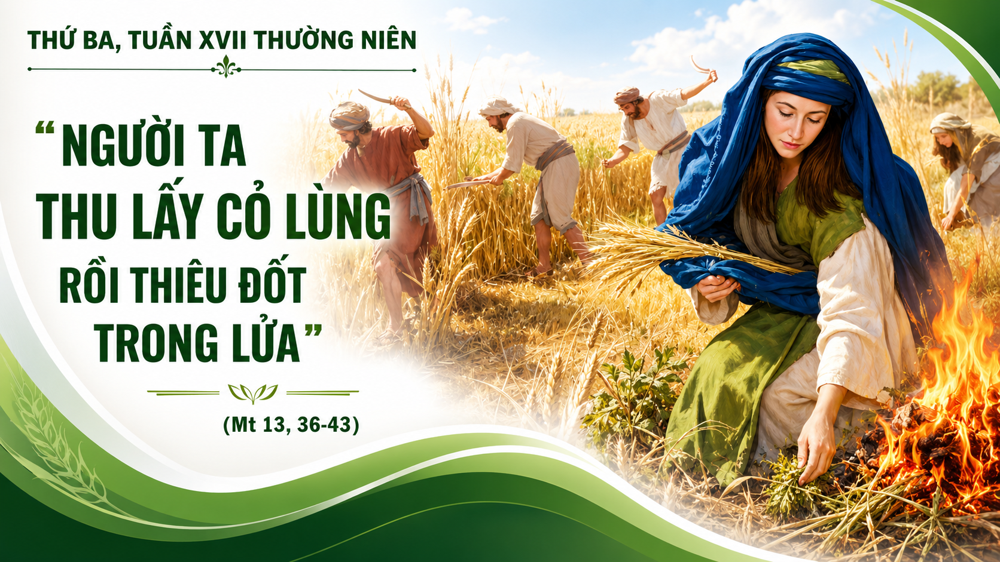 THỨ BA, TUẦN XVII THƯỜNG NIÊN
“NGƯỜI TA
THU LẤY CỎ LÙNG
RỒI THIÊU ĐỐT
TRONG LỬA”
(Mt 13, 36-43)